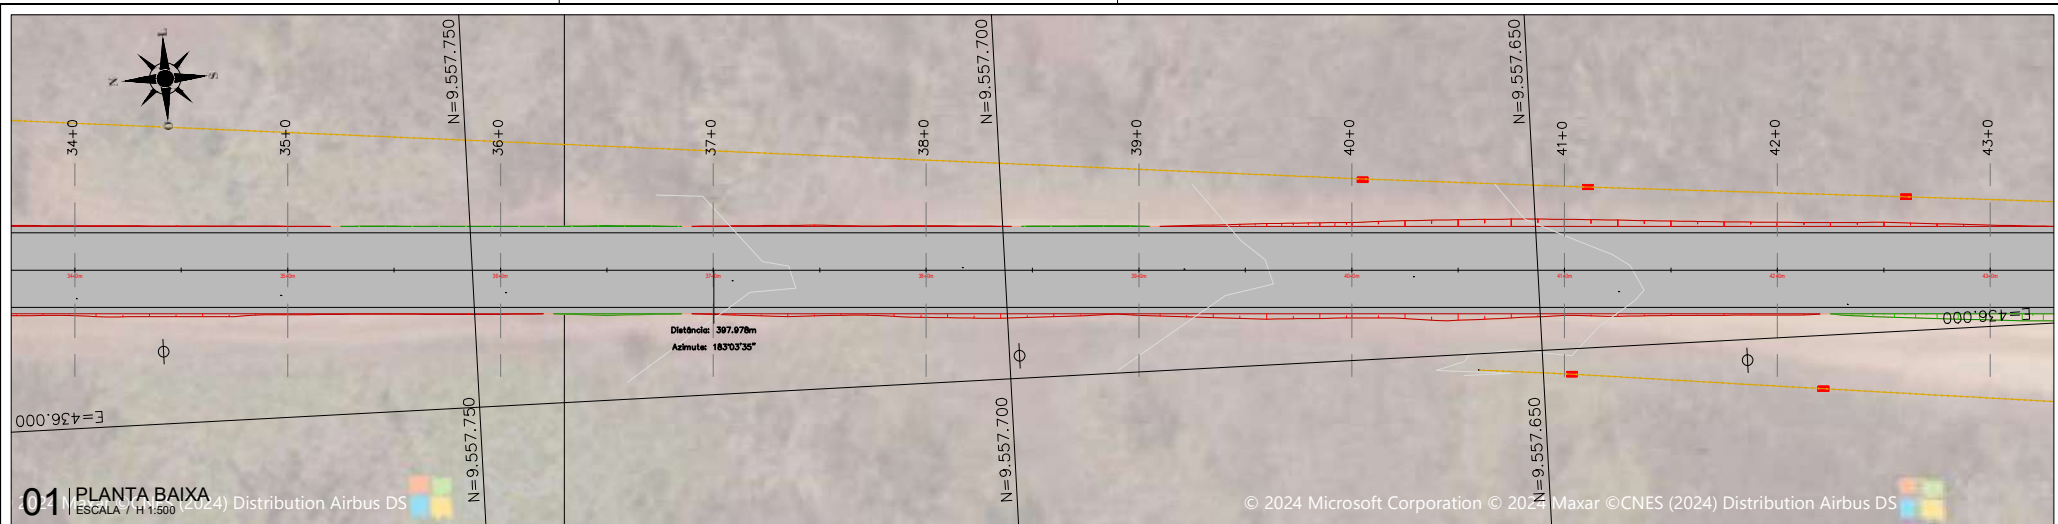 L
N
S
O
N=9.557.750
N=9.557.700
N=9.557.650
34+0
35+0
36+0
37+0
38+0
39+0
40+0
41+0
42+0
43+0
Distância: 397.978m
Azimute: 183°03'35"
E=436.000
E=436.000
N=9.557.750
N=9.557.700
N=9.557.650
01
PLANTA BAIXA
ESCALA / H 1:500
2024 Maxar ©CNES (2024) Distribution Airbus DS
© 2024 Microsoft Corporation © 2024 Maxar ©CNES (2024) Distribution Airbus DS